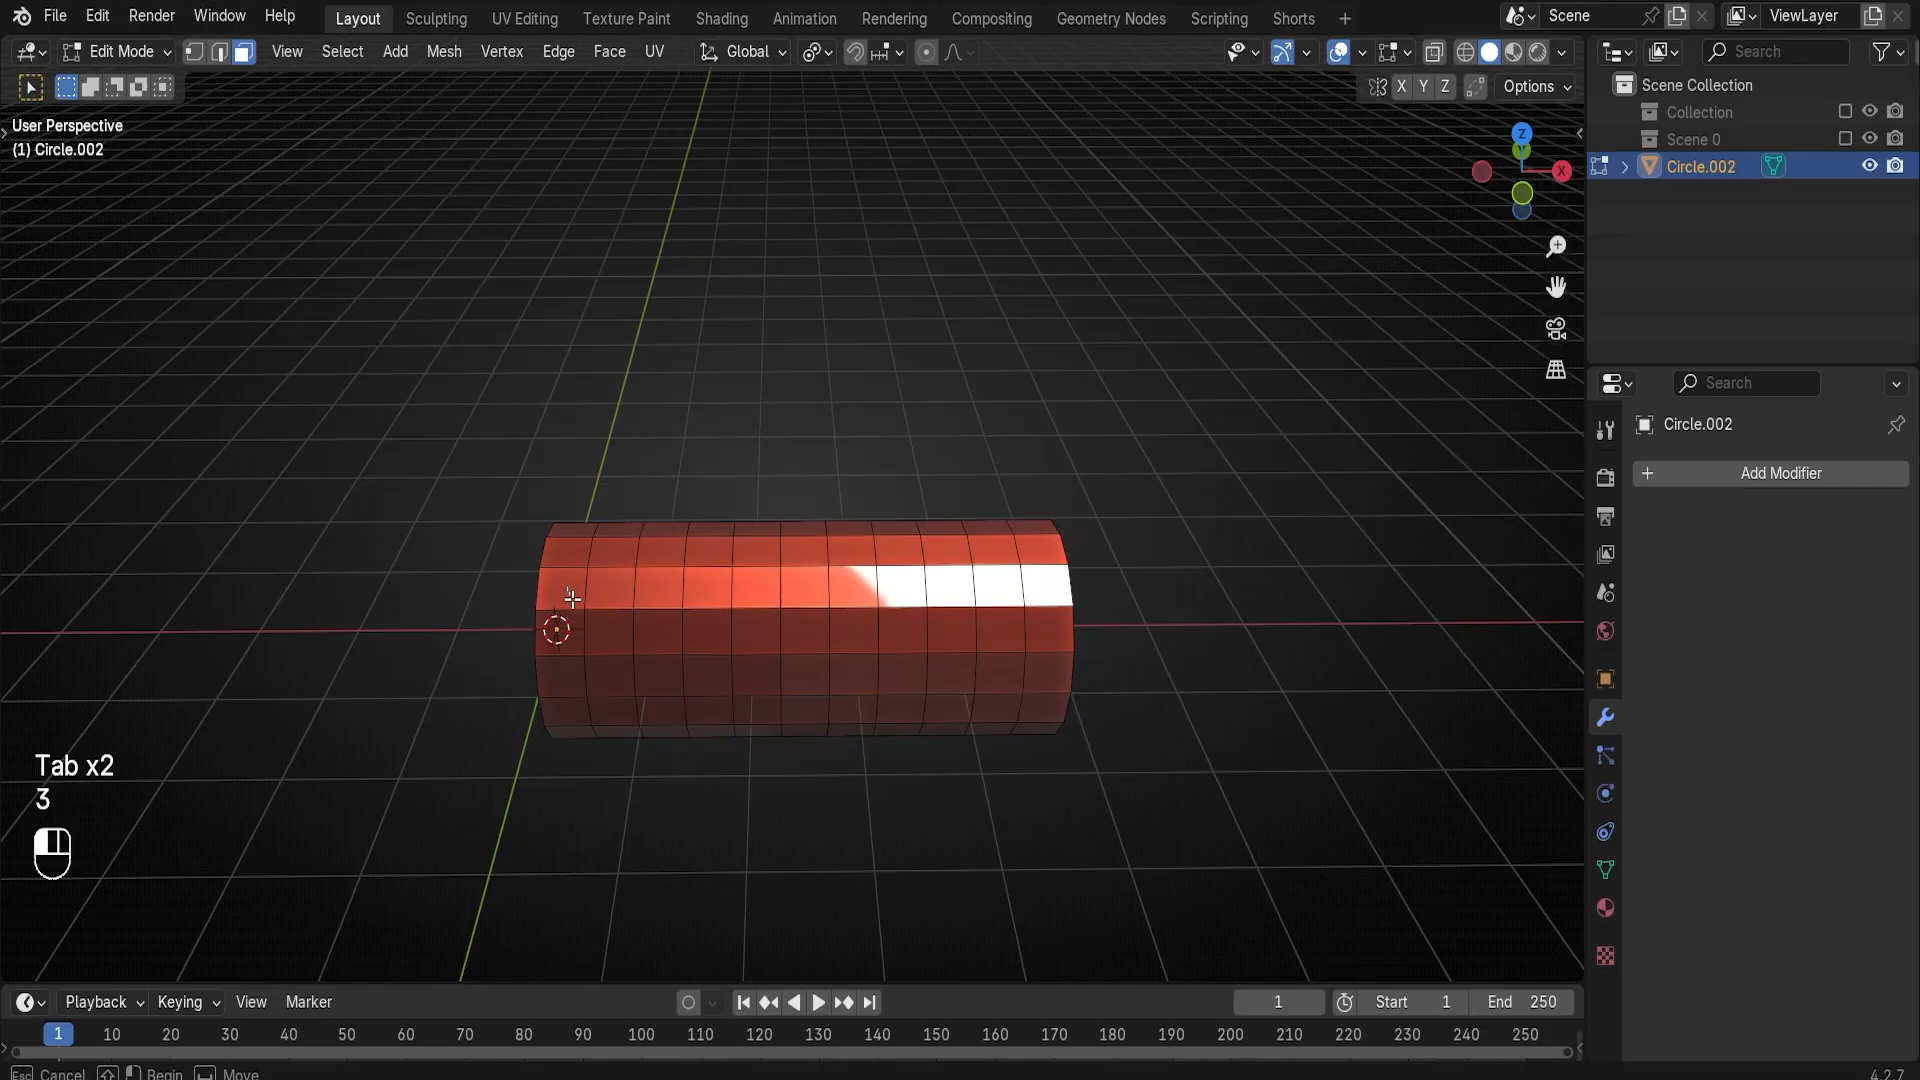 File Edit Render Window Help Layout Sculpting UV Editing Texture Paint Shading Animation Rendering Compositing Geometry Nodes Scripting Shorts + Scene ViewLayer
Edit Mode View Select Add Mesh Vertex Edge Face UV Global Search
X Y Z Options
Scene Collection
Collection
Scene 0
Circle.002
User Perspective
(1) Circle.002
Z
X
Search
Circle.002
+ Add Modifier
Tab x2
3
Playback Keying View Marker 1 Start 1 End 250
1 10 20 30 40 50 60 70 80 90 100 110 120 130 140 150 160 170 180 190 200 210 220 230 240 250
Esc Cancel Begin Move 4.2.7